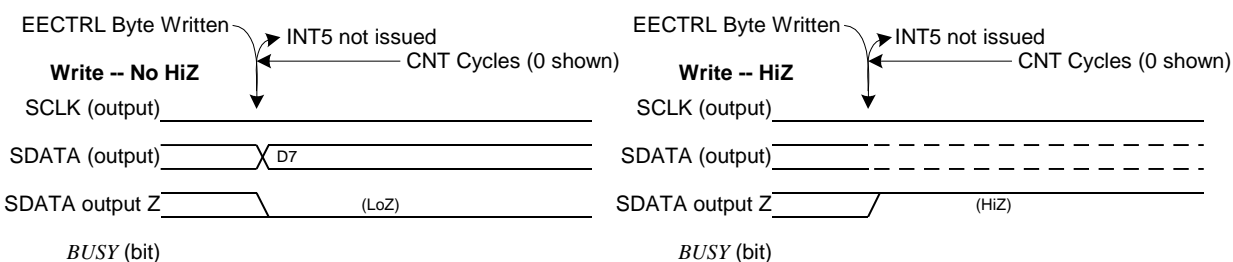 EECTRL Byte Written
INT5 not issued
CNT Cycles (0 shown)
Write -- No HiZ
SCLK (output)
SDATA (output)
D7
SDATA output Z
(LoZ)
BUSY (bit)
EECTRL Byte Written
INT5 not issued
CNT Cycles (0 shown)
Write -- HiZ
SCLK (output)
SDATA (output)
SDATA output Z
(HiZ)
BUSY (bit)